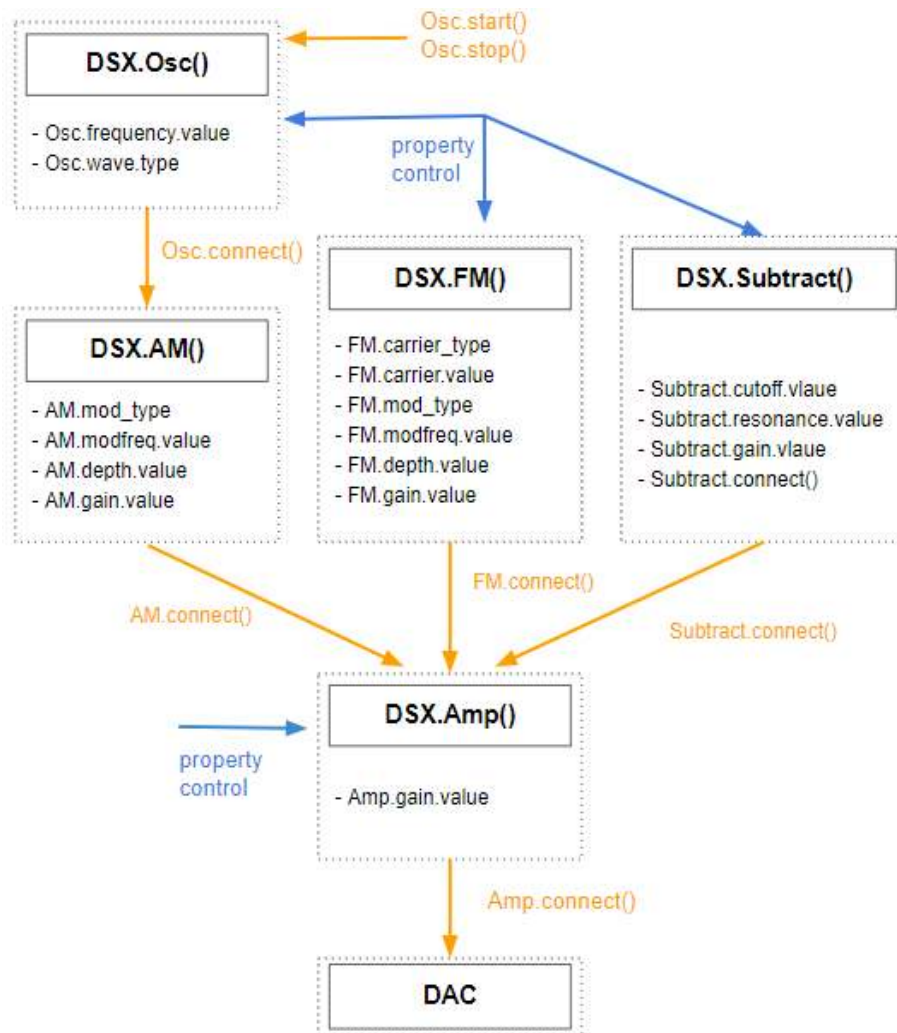 Osc.start()
Osc.stop()
DSX.Osc()
- Osc.frequency.value
- Osc.wave.type
property
control
Osc.connect()
DSX.AM()
- AM.mod_type
- AM.modfreq.value
- AM.depth.value
- AM.gain.value
DSX.FM()
- FM.carrier_type
- FM.carrier.value
- FM.mod_type
- FM.modfreq.value
- FM.depth.value
- FM.gain.value
DSX.Subtract()
- Subtract.cutoff.vlaue
- Subtract.resonance.value
- Subtract.gain.vlaue
- Subtract.connect()
AM.connect()
FM.connect()
Subtract.connect()
DSX.Amp()
property
control
- Amp.gain.value
Amp.connect()
DAC